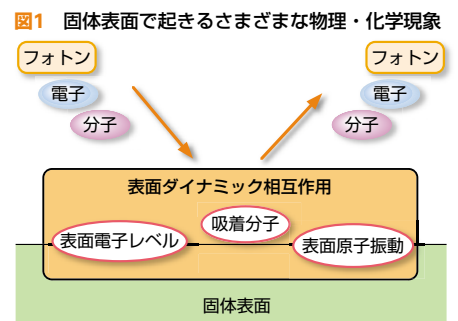 図1 固体表面で起きるさまざまな物理・化学現象
フォトン
電子
分子
フォトン
電子
分子
表面ダイナミック相互作用
吸着分子
表面電子レベル
表面原子振動
固体表面